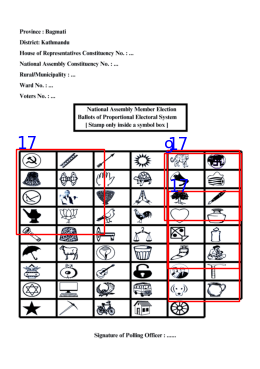 Province : Bagmati
District: Kathmandu
House of Representatives Constituency No. : ...
National Assembly Constituency No. : ...
Rural/Municipality : ...
Ward No. : ...
Voters No. : ...
National Assembly Member Election
Ballots of Proportional Electoral System
[ Stamp only inside a symbol box ]
17
9
17
17
Signature of Polling Officer : ......